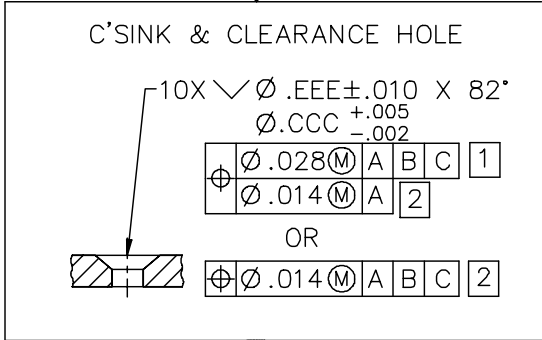 C'SINK & CLEARANCE HOLE
10X ⌵ Ø .EEE±.010 X 82°
Ø.CCC +.005
-.002
⌖ Ø.028Ⓜ A B C 1
Ø.014Ⓜ A 2
OR
⌖ Ø.014Ⓜ A B C 2